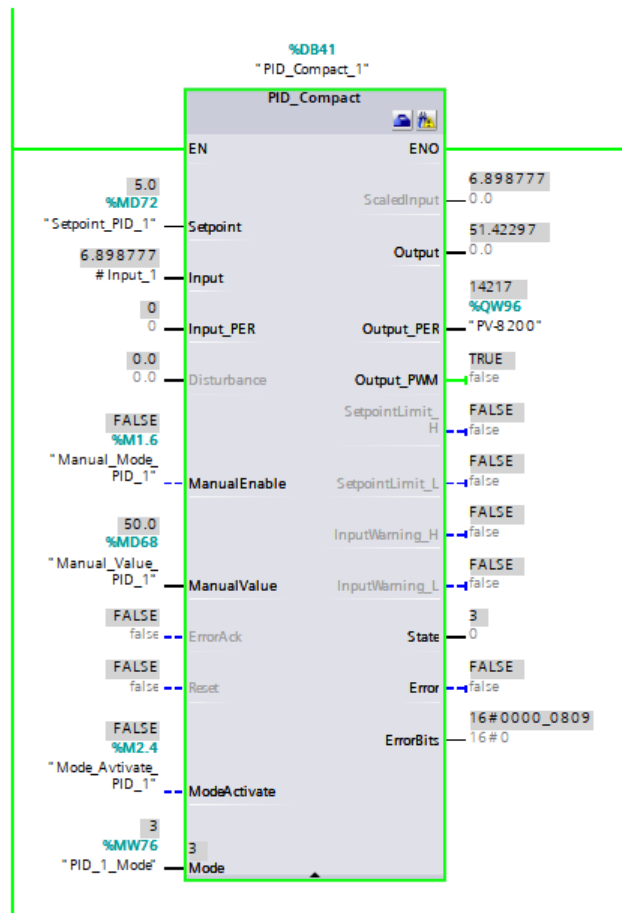 %DB41
"PID_Compact_1"
PID_Compact
EN
ENO
5.0
%MD72
"Setpoint_PID_1"
Setpoint
6.898777
ScaledInput
0.0
6.898777
#Input_1
Input
51.42297
Output
0.0
0
0
Input_PER
14217
%QW96
Output_PER
"PV-8200"
0.0
0.0
Disturbance
TRUE
Output_PWM
false
FALSE
%M1.6
"Manual_Mode_
PID_1"
ManualEnable
SetpointLimit_
H
FALSE
false
FALSE
SetpointLimit_L
false
50.0
%MD68
"Manual_Value_
PID_1"
ManualValue
FALSE
InputWarning_H
false
FALSE
InputWarning_L
false
FALSE
false
ErrorAck
3
State
0
FALSE
false
Reset
FALSE
Error
false
FALSE
%M2.4
"Mode_Avtivate_
PID_1"
ModeActivate
16#0000_0809
ErrorBits
16#0
3
%MW76
"PID_1_Mode"
3
Mode